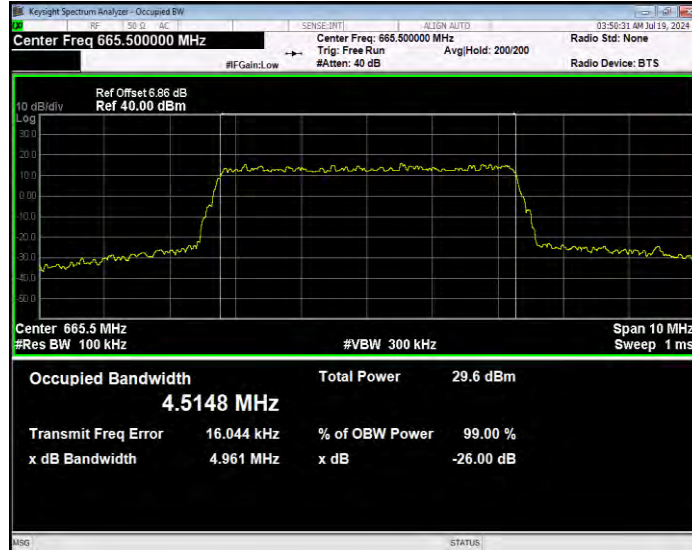 Keysight Spectrum Analyzer - Occupied BW
RF 50 Ω AC SENSE:INT ALIGN AUTO 03:50:31 AM Jul 19, 2024
Center Freq 665.500000 MHz Center Freq: 665.500000 MHz Radio Std: None
Trig: Free Run Avg|Hold: 200/200
#IFGain:Low #Atten: 40 dB Radio Device: BTS
Ref Offset 6.86 dB
10 dB/div Ref 40.00 dBm
Log
30.0
20.0
10.0
0.00
-10.0
-20.0
-30.0
-40.0
-50.0
Center 665.5 MHz Span 10 MHz
#Res BW 100 kHz #VBW 300 kHz Sweep 1 ms
Occupied Bandwidth Total Power 29.6 dBm
4.5148 MHz
Transmit Freq Error 16.044 kHz % of OBW Power 99.00 %
x dB Bandwidth 4.961 MHz x dB -26.00 dB
MSG STATUS